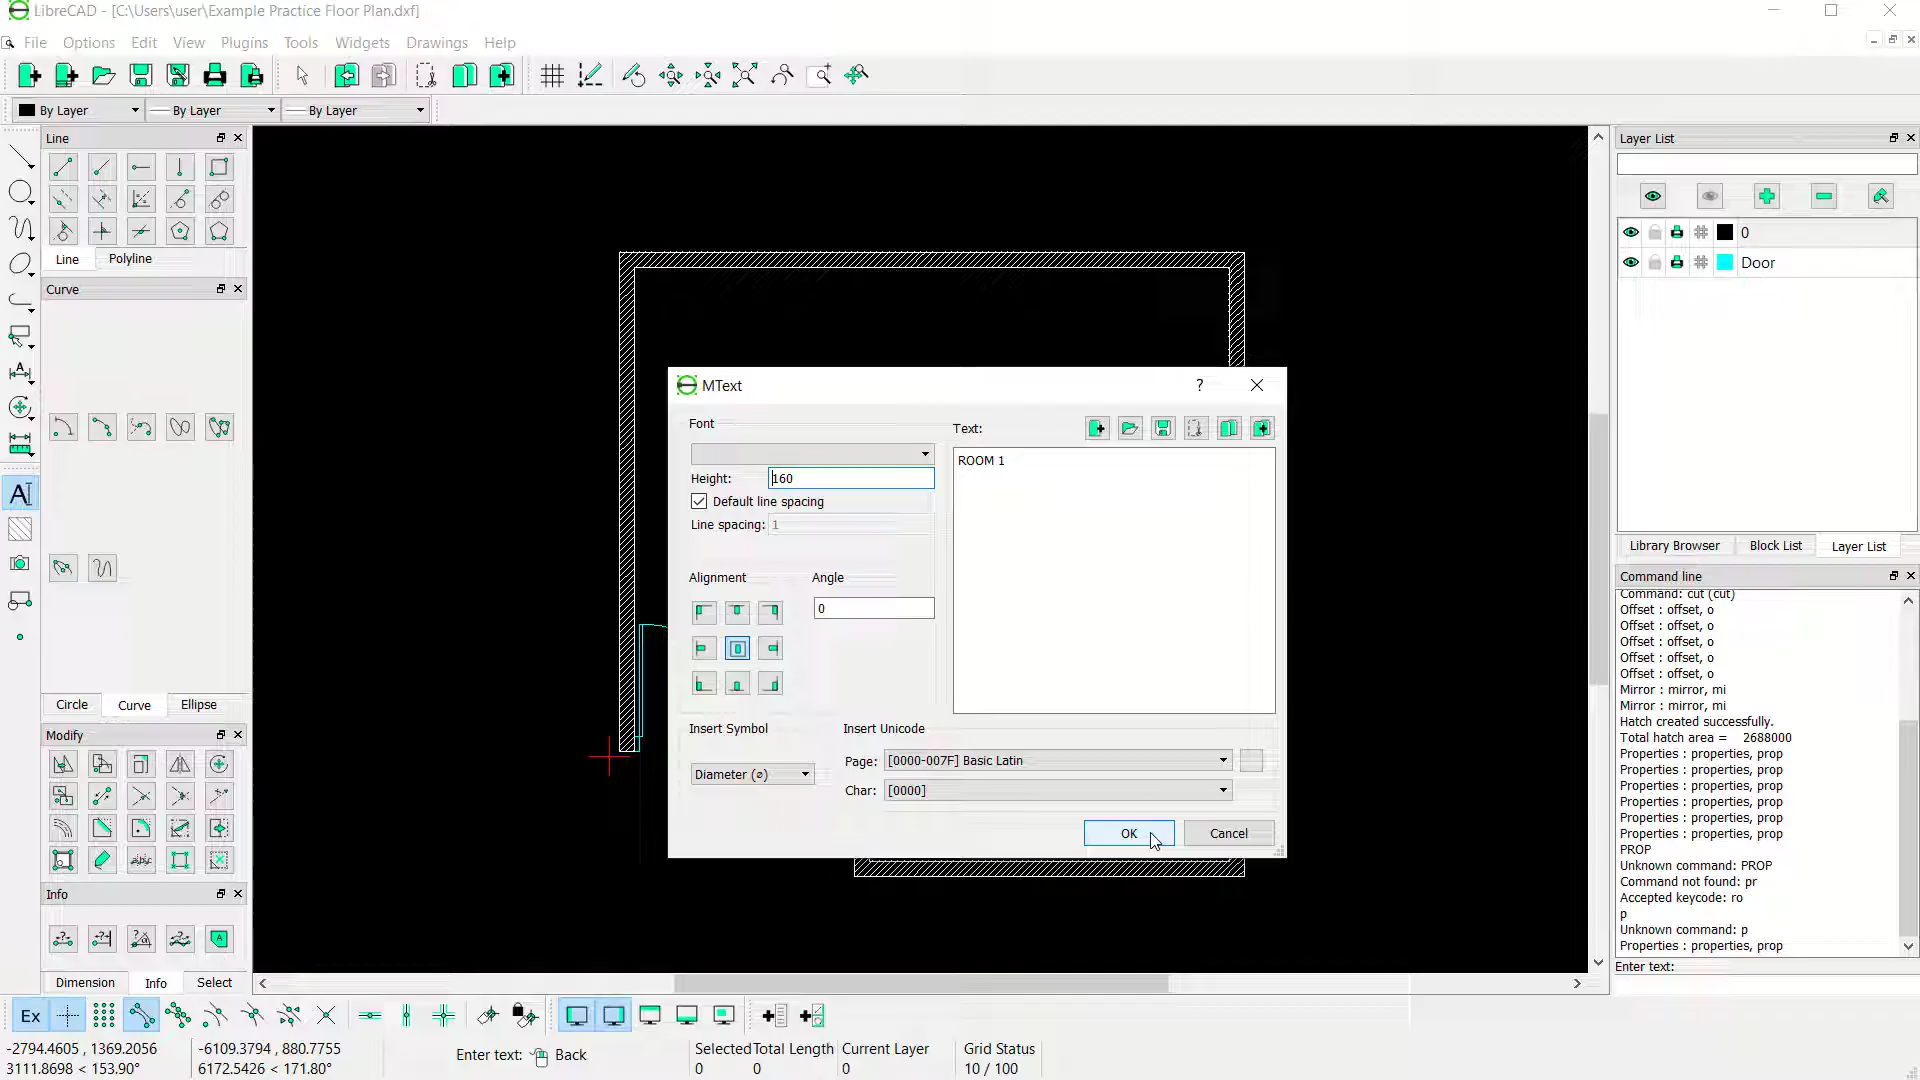 LibreCAD - [C:\Users\user\Example Practice Floor Plan.dxf]
File Options Edit View Plugins Tools Widgets Drawings Help
By Layer By Layer By Layer
Line
Line Polyline
Curve
Circle Curve Ellipse
Modify
Info
Dimension Info Select
MText
Font
Height: 160
Default line spacing
Line spacing: 1
Alignment Angle
0
Text:
ROOM 1
Insert Symbol
Diameter (⌀)
Insert Unicode
Page: [0000-007F] Basic Latin
Char: [0000]
OK Cancel
Layer List
0
Door
Library Browser Block List Layer List
Command line
Command: cut (cut)
Offset : offset, o
Offset : offset, o
Offset : offset, o
Offset : offset, o
Offset : offset, o
Mirror : mirror, mi
Mirror : mirror, mi
Hatch created successfully.
Total hatch area = 2688000
Properties : properties, prop
Properties : properties, prop
Properties : properties, prop
Properties : properties, prop
Properties : properties, prop
Properties : properties, prop
PROP
Unknown command: PROP
Command not found: pr
Accepted keycode: ro
p
Unknown command: p
Properties : properties, prop
Enter text:
Ex
-2794.4605 , 1369.2056
3111.8698 < 153.90°
-6109.3794 , 880.7755
6172.5426 < 171.80°
Enter text: Back
Selected Total Length Current Layer Grid Status
0 0 0 10 / 100